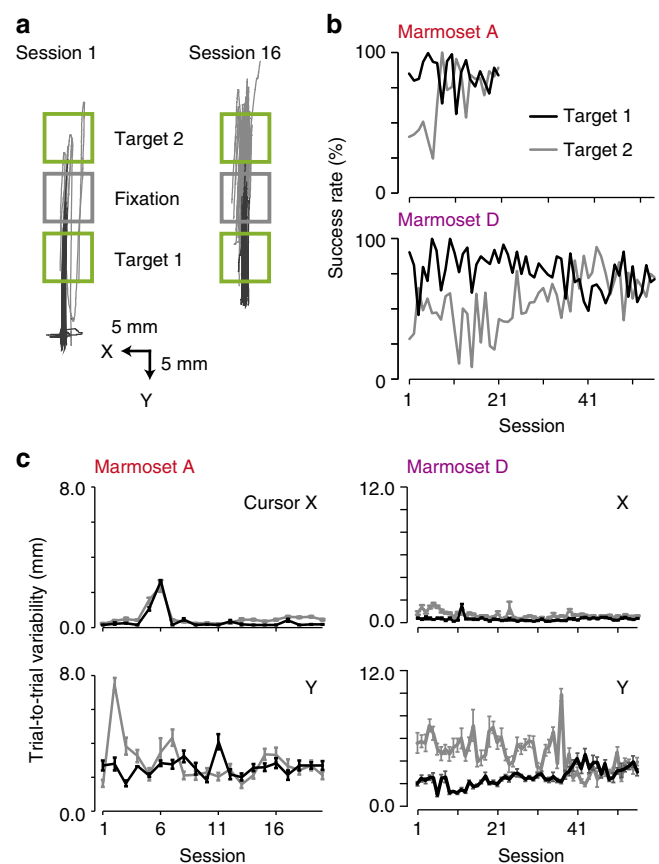 a
Session 1
Session 16
Target 2
Fixation
Target 1
5 mm
X
5 mm
Y
b
Marmoset A
100
0
Target 1
Target 2
Success rate (%)
Marmoset D
100
0
1
21
41
Session
c
Marmoset A
8.0
Cursor X
0.0
Trial-to-trial variability (mm)
8.0
Y
0.0
1
6
11
16
Session
Marmoset D
12.0
X
0.0
12.0
Y
0.0
1
21
41
Session